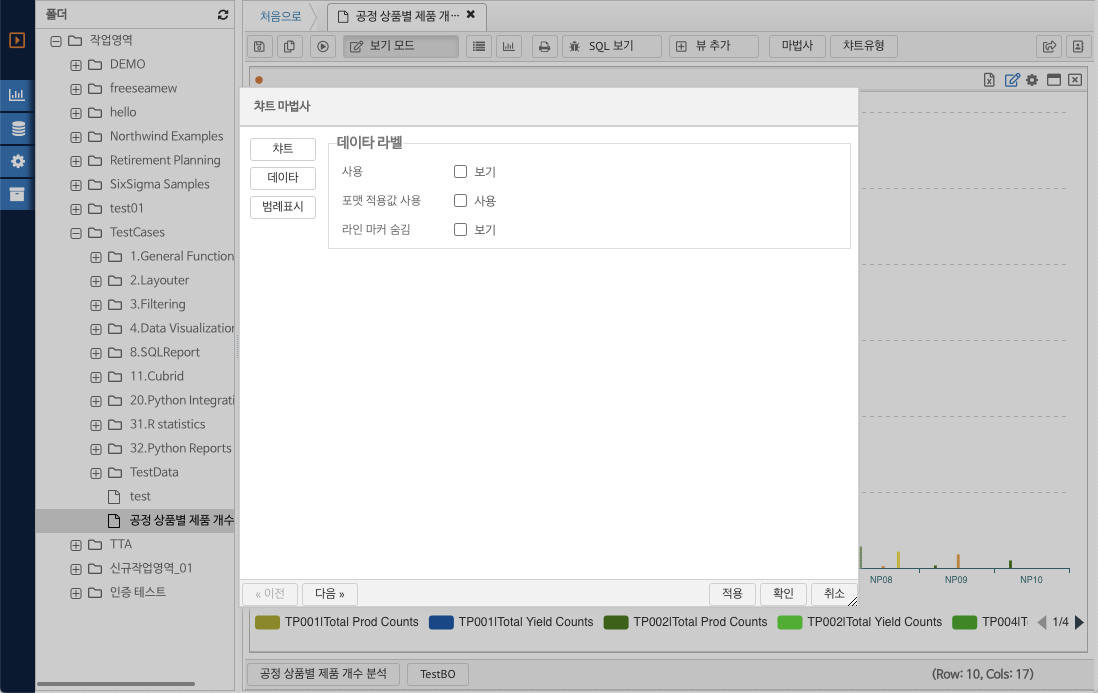 폴더
처음으로
공정 상품별 제품 개···
작업영역
보기 모드
SQL 보기
뷰 추가
마법사
챠트유형
DEMO
freeseamew
hello
Northwind Examples
Retirement Planning
SixSigma Samples
test01
TestCases
1.General Function
2.Layouter
3.Filtering
4.Data Visualization
8.SQLReport
11.Cubrid
20.Python Integrati
31.R statistics
32.Python Reports
TestData
test
공정 상품별 제품 개수
TTA
신규작업영역_01
인증 테스트
챠트 마법사
챠트
데이타
범례표시
데이타 라벨
사용
보기
포맷 적용값 사용
사용
라인 마커 숨김
보기
« 이전
다음 »
적용
확인
취소
NP08
NP09
NP10
TP001|Total Prod Counts
TP001|Total Yield Counts
TP002|Total Prod Counts
TP002|Total Yield Counts
TP004|T
1/4
공정 상품별 제품 개수 분석
TestBO
(Row: 10, Cols: 17)